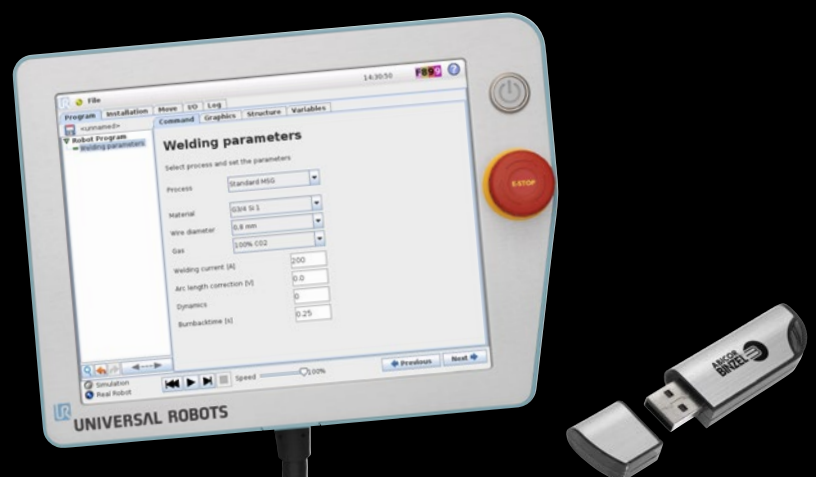 File
14:30:50
F899
?
Program Installation Move I/O Log
<unnamed>
Command Graphics Structure Variables
Robot Program
Welding parameters
Welding parameters
Select process and set the parameters
Process Standard MSG
Material G3/4 Si 1
Wire diameter 0,8 mm
Gas 100% CO2
Welding current [A] 200
Arc length correction [V] 0.0
Dynamics 0
Burnbacktime [s] 0.25
Simulation
Real Robot
Speed 100%
Previous Next
UR UNIVERSAL ROBOTS
E-STOP
ABICOR
BINZEL